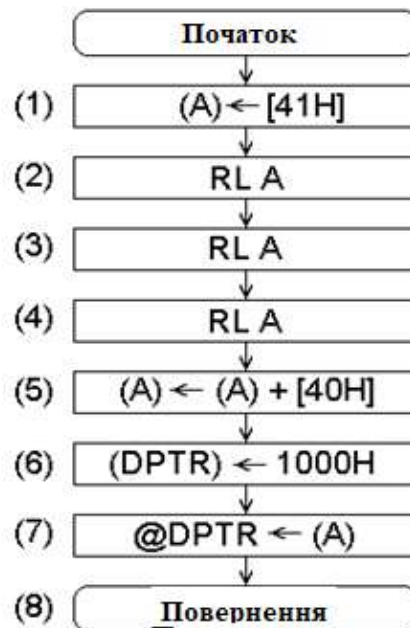 Початок
(1) (A) ← [41H]
(2) RL A
(3) RL A
(4) RL A
(5) (A) ← (A) + [40H]
(6) (DPTR) ← 1000H
(7) @DPTR ← (A)
(8) Повернення